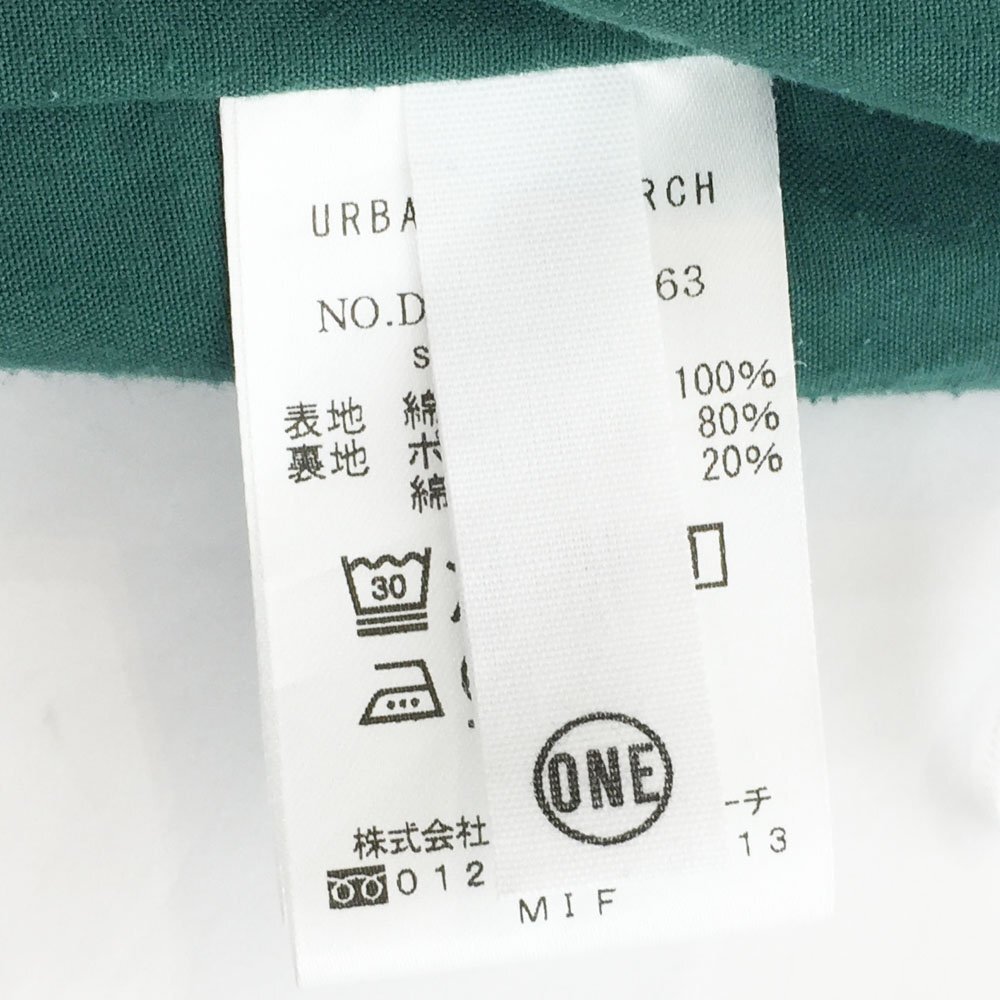 URBA RCH
NO.D 63
s
表地 綿 100%
裏地 ポ 80%
綿 20%
30
ONE
株式会社 ーチ
012 13
MIF